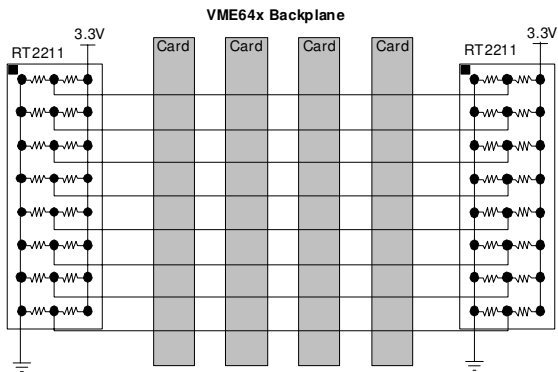 VME64x Backplane
3.3V
3.3V
RT2211
Card
Card
Card
Card
RT2211